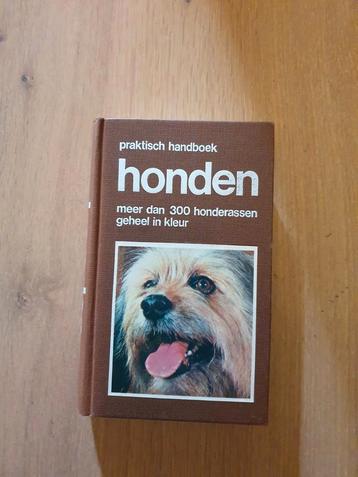 praktisch handboek
honden
meer dan 300 honderassen
geheel in kleur